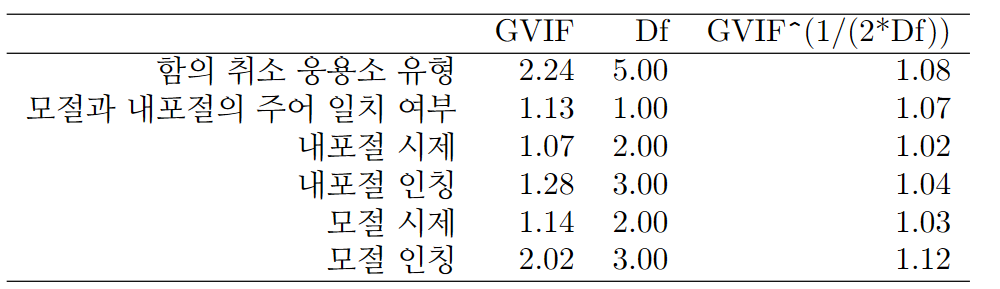 GVIF Df GVIF^(1/(2*Df))
함의 취소 웅용소 유형 2.24 5.00 1.08
모절과 내포절의 주어 일치 여부 1.13 1.00 1.07
내포절 시제 1.07 2.00 1.02
내포절 인칭 1.28 3.00 1.04
모절 시제 1.14 2.00 1.03
모절 인칭 2.02 3.00 1.12